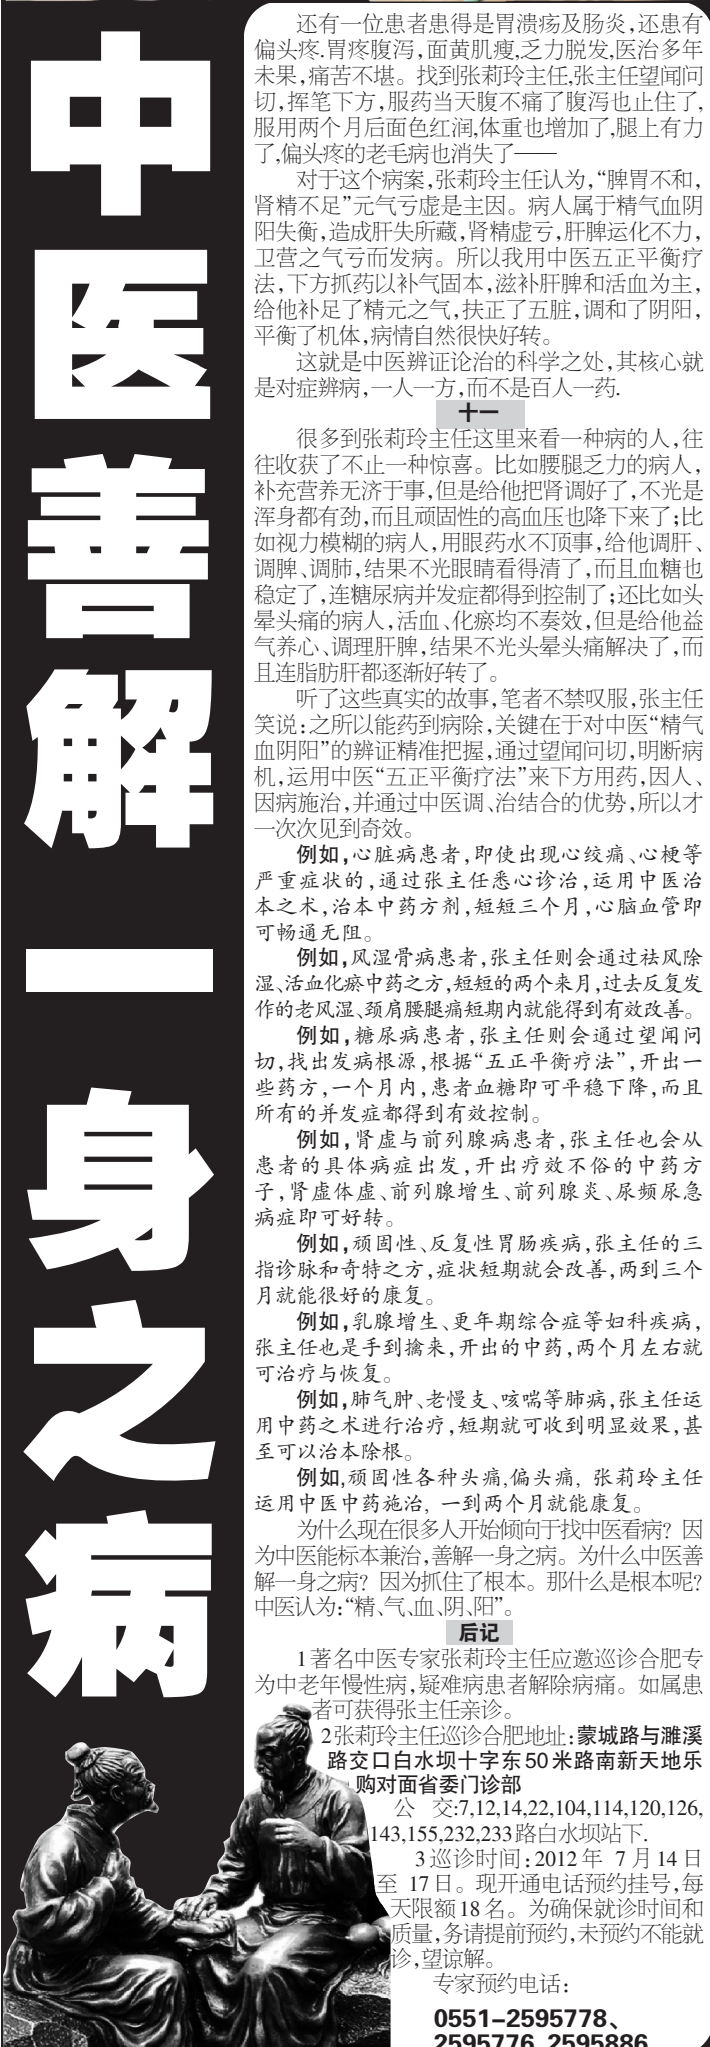 中医善解一身之病
还有一位患者患得是胃溃疡及肠炎,还患有
偏头疼.胃疼腹泻,面黄肌瘦,乏力脱发,医治多年
未果,痛苦不堪。找到张莉玲主任,张主任望闻问
切,挥笔下方,服药当天腹不痛了腹泻也止住了,
服用两个月后面色红润,体重也增加了,腿上有力
了,偏头疼的老毛病也消失了——
对于这个病案,张莉玲主任认为,“脾胃不和,
肾精不足”元气亏虚是主因。病人属于精气血阴
阳失衡,造成肝失所藏,肾精虚亏,肝脾运化不力,
卫营之气亏而发病。所以我用中医五正平衡疗
法,下方抓药以补气固本,滋补肝脾和活血为主,
给他补足了精元之气,扶正了五脏,调和了阴阳,
平衡了机体,病情自然很快好转。
这就是中医辨证论治的科学之处,其核心就
是对症辨病,一人一方,而不是百人一药.
十一
很多到张莉玲主任这里来看一种病的人,往
往收获了不止一种惊喜。比如腰腿乏力的病人,
补充营养无济于事,但是给他把肾调好了,不光是
浑身都有劲,而且顽固性的高血压也降下来了;比
如视力模糊的病人,用眼药水不顶事,给他调肝、
调脾、调肺,结果不光眼睛看得清了,而且血糖也
稳定了,连糖尿病并发症都得到控制了;还比如头
晕头痛的病人,活血、化瘀均不奏效,但是给他益
气养心、调理肝脾,结果不光头晕头痛解决了,而
且连脂肪肝都逐渐好转了。
听了这些真实的故事,笔者不禁叹服,张主任
笑说:之所以能药到病除,关键在于对中医“精气
血阴阳”的辨证精准把握,通过望闻问切,明断病
机,运用中医“五正平衡疗法”来下方用药,因人、
因病施治,并通过中医调、治结合的优势,所以才
一次次见到奇效。
例如,心脏病患者,即使出现心绞痛、心梗等
严重症状的,通过张主任悉心诊治,运用中医治
本之术,治本中药方剂,短短三个月,心脑血管即
可畅通无阻。
例如,风湿骨病患者,张主任则会通过祛风除
湿、活血化瘀中药之方,短短的两个来月,过去反复发
作的老风湿、颈肩腰腿痛短期内就能得到有效改善。
例如,糖尿病患者,张主任则会通过望闻问
切,找出发病根源,根据“五正平衡疗法”,开出一
些药方,一个月内,患者血糖即可平稳下降,而且
所有的并发症都得到有效控制。
例如,肾虚与前列腺病患者,张主任也会从
患者的具体病症出发,开出疗效不俗的中药方
子,肾虚体虚、前列腺增生、前列腺炎、尿频尿急
病症即可好转。
例如,顽固性、反复性胃肠疾病,张主任的三
指诊脉和奇特之方,症状短期就会改善,两到三个
月就能很好的康复。
例如,乳腺增生、更年期综合症等妇科疾病,
张主任也是手到擒来,开出的中药,两个月左右就
可治疗与恢复。
例如,肺气肿、老慢支、咳喘等肺病,张主任运
用中药之术进行治疗,短期就可收到明显效果,甚
至可以治本除根。
例如,顽固性各种头痛,偏头痛, 张莉玲主任
运用中医中药施治, 一到两个月就能康复。
为什么现在很多人开始倾向于找中医看病？因
为中医能标本兼治,善解一身之病。为什么中医善
解一身之病？因为抓住了根本。那什么是根本呢?
中医认为:“精、气、血、阴、阳”。
后记
1著名中医专家张莉玲主任应邀巡诊合肥专
为中老年慢性病,疑难病患者解除病痛。如属患
者可获得张主任亲诊。
2张莉玲主任巡诊合肥地址:蒙城路与濉溪
路交口白水坝十字东50米路南新天地乐
购对面省委门诊部
公 交:7,12,14,22,104,114,120,126,
143,155,232,233路白水坝站下.
3巡诊时间:2012年 7月14日
至 17日。现开通电话预约挂号,每
天限额18名。为确保就诊时间和
质量,务请提前预约,未预约不能就
诊,望谅解。
专家预约电话:
0551-2595778、
2595776 2595886